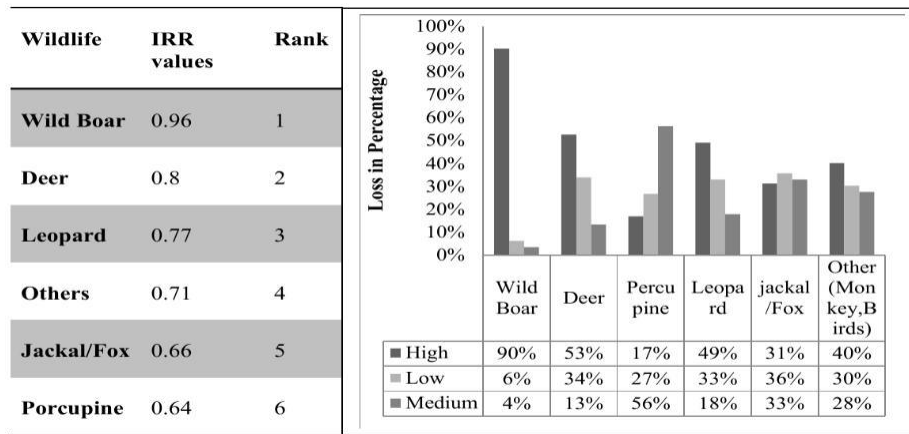 Wildlife IRR values Rank
Wild Boar 0.96 1
Deer 0.8 2
Leopard 0.77 3
Others 0.71 4
Jackal/Fox 0.66 5
Porcupine 0.64 6
Loss in Percentage
100%
90%
80%
70%
60%
50%
40%
30%
20%
10%
0%
Wild Boar Deer Percu pine Leopa rd jackal /Fox Other (Mon key,B irds)
High 90% 53% 17% 49% 31% 40%
Low 6% 34% 27% 33% 36% 30%
Medium 4% 13% 56% 18% 33% 28%